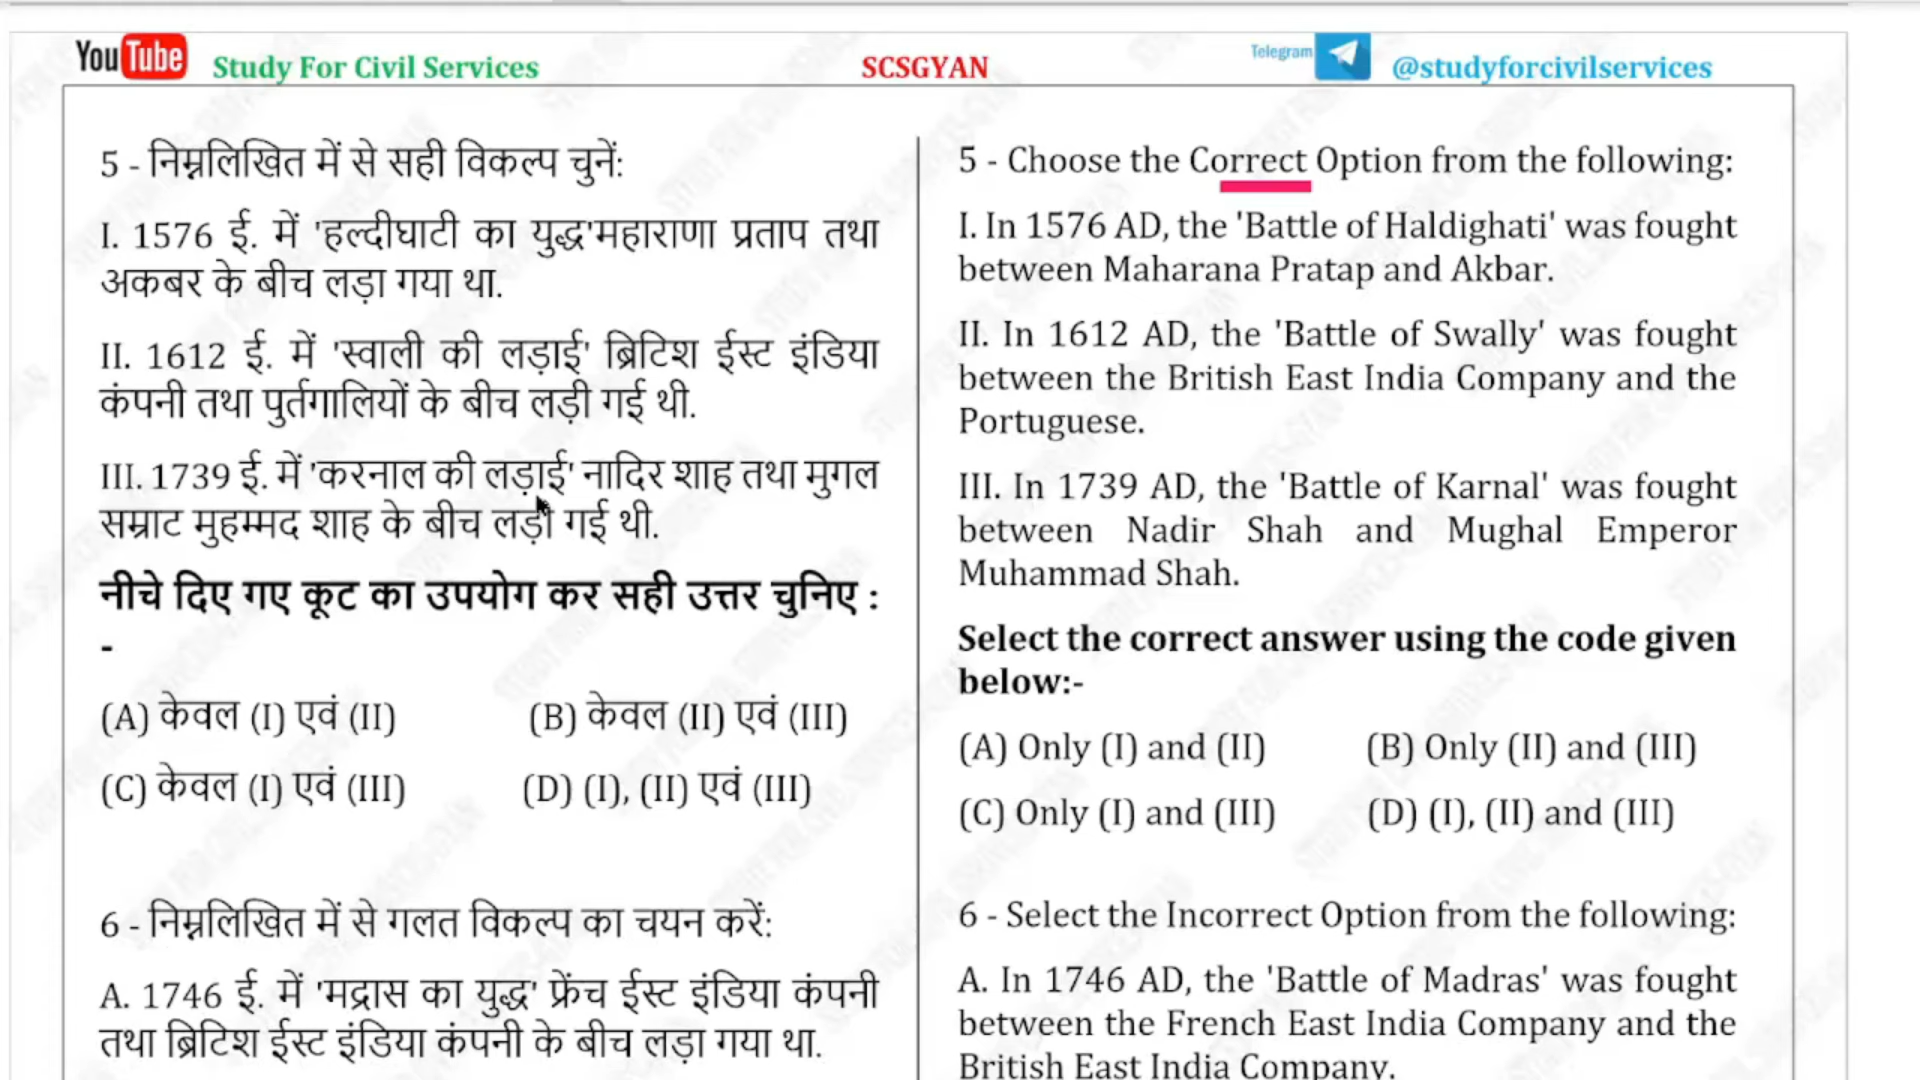 YouTube Study For Civil Services SCSGYAN Telegram @studyforcivilservices
5 - निम्नलिखित में से सही विकल्प चुनें:
I. 1576 ई. में 'हल्दीघाटी का युद्ध'महाराणा प्रताप तथा
अकबर के बीच लड़ा गया था.
II. 1612 ई. में 'स्वाली की लड़ाई' ब्रिटिश ईस्ट इंडिया
कंपनी तथा पुर्तगालियों के बीच लड़ी गई थी.
III. 1739 ई. में 'करनाल की लड़ाई' नादिर शाह तथा मुगल
सम्राट मुहम्मद शाह के बीच लड़ी गई थी.
नीचे दिए गए कूट का उपयोग कर सही उत्तर चुनिए :
-
(A) केवल (I) एवं (II) (B) केवल (II) एवं (III)
(C) केवल (I) एवं (III) (D) (I), (II) एवं (III)
6 - निम्नलिखित में से गलत विकल्प का चयन करें:
A. 1746 ई. में 'मद्रास का युद्ध' फ्रेंच ईस्ट इंडिया कंपनी
तथा ब्रिटिश ईस्ट इंडिया कंपनी के बीच लड़ा गया था.
5 - Choose the Correct Option from the following:
I. In 1576 AD, the 'Battle of Haldighati' was fought
between Maharana Pratap and Akbar.
II. In 1612 AD, the 'Battle of Swally' was fought
between the British East India Company and the
Portuguese.
III. In 1739 AD, the 'Battle of Karnal' was fought
between Nadir Shah and Mughal Emperor
Muhammad Shah.
Select the correct answer using the code given
below:-
(A) Only (I) and (II) (B) Only (II) and (III)
(C) Only (I) and (III) (D) (I), (II) and (III)
6 - Select the Incorrect Option from the following:
A. In 1746 AD, the 'Battle of Madras' was fought
between the French East India Company and the
British East India Company.